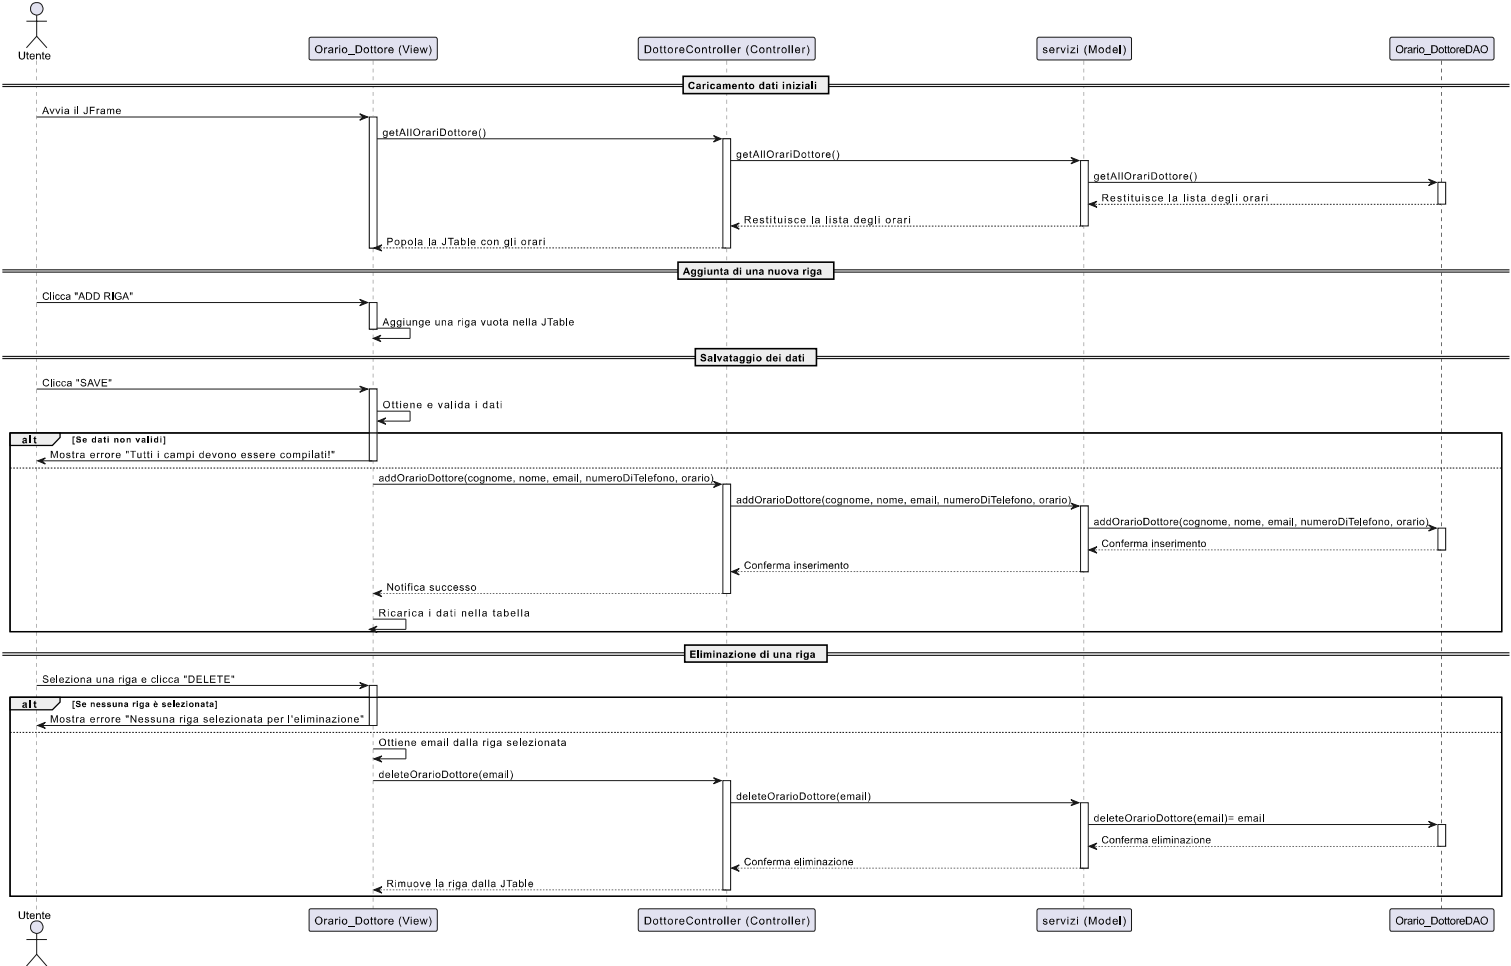 Utente
Orario_Dottore (View)
DottoreController (Controller)
servizi (Model)
Orario_DottoreDAO
Caricamento dati iniziali
Avvia il JFrame
getAllOrariDottore()
getAllOrariDottore()
getAllOrariDottore()
Restituisce la lista degli orari
Restituisce la lista degli orari
Popola la JTable con gli orari
Aggiunta di una nuova riga
Clicca "ADD RIGA"
Aggiunge una riga vuota nella JTable
Salvataggio dei dati
Clicca "SAVE"
Ottiene e valida i dati
alt
[Se dati non validi]
Mostra errore "Tutti i campi devono essere compilati!"
addOrarioDottore(cognome, nome, email, numeroDiTelefono, orario)
addOrarioDottore(cognome, nome, email, numeroDiTelefono, orario)
addOrarioDottore(cognome, nome, email, numeroDiTelefono, orario)
Conferma inserimento
Conferma inserimento
Notifica successo
Ricarica i dati nella tabella
Eliminazione di una riga
Seleziona una riga e clicca "DELETE"
alt
[Se nessuna riga è selezionata]
Mostra errore "Nessuna riga selezionata per l'eliminazione"
Ottiene email dalla riga selezionata
deleteOrarioDottore(email)
deleteOrarioDottore(email)
deleteOrarioDottore(email)= email
Conferma eliminazione
Conferma eliminazione
Rimuove la riga dalla JTable
Utente
Orario_Dottore (View)
DottoreController (Controller)
servizi (Model)
Orario_DottoreDAO